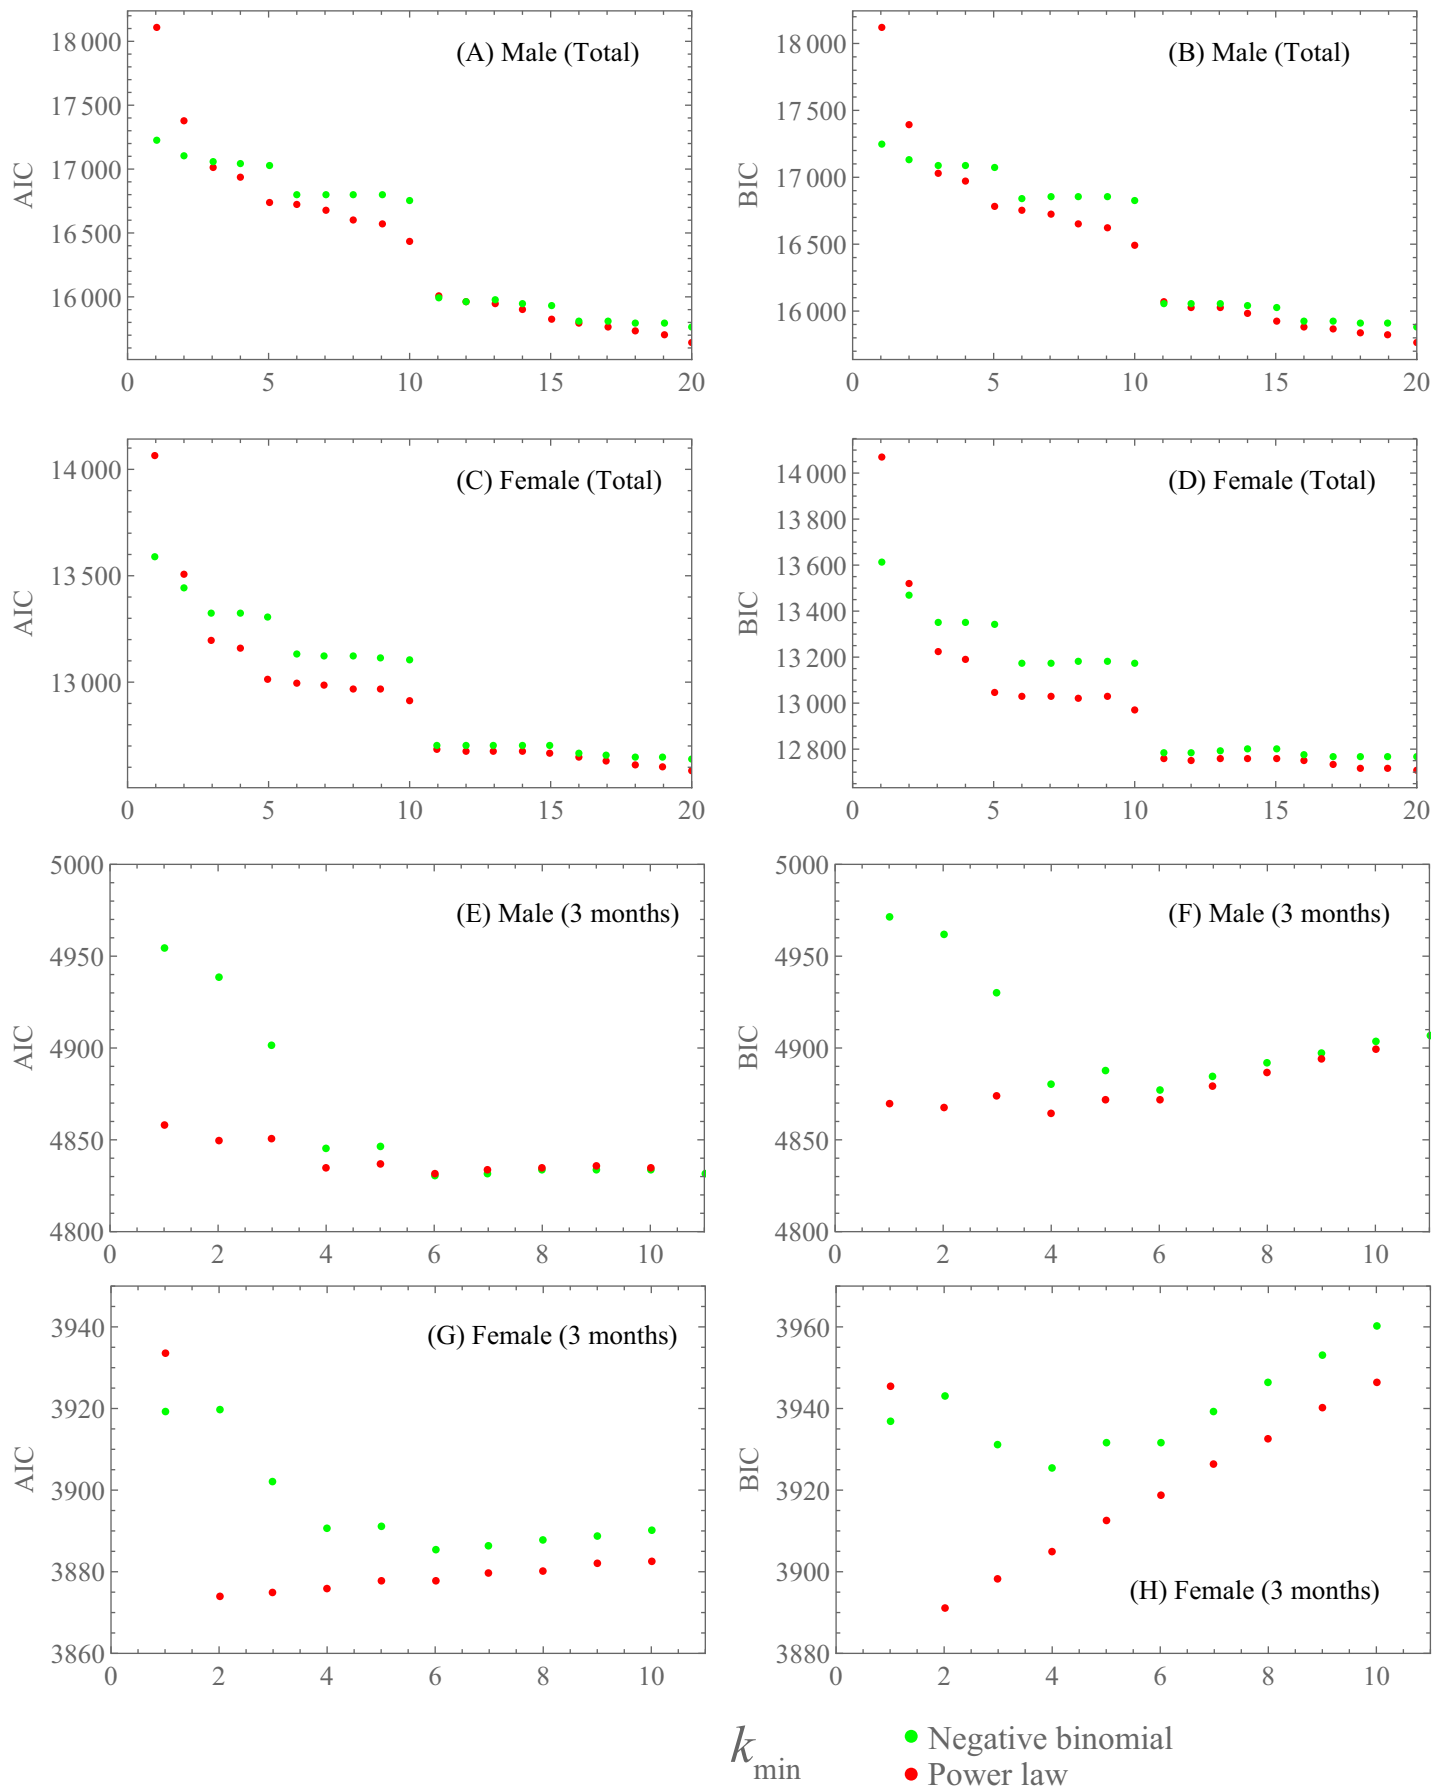 18 000
17 500
17 000
16 500
16 000
AIC
(A) Male (Total)
0 5 10 15 20
18 000
17 500
17 000
16 500
16 000
BIC
(B) Male (Total)
0 5 10 15 20
14 000
13 500
13 000
AIC
(C) Female (Total)
0 5 10 15 20
14 000
13 800
13 600
13 400
13 200
13 000
12 800
BIC
(D) Female (Total)
0 5 10 15 20
5000
4950
4900
4850
4800
AIC
(E) Male (3 months)
0 2 4 6 8 10
5000
4950
4900
4850
4800
BIC
(F) Male (3 months)
0 2 4 6 8 10
3940
3920
3900
3880
3860
AIC
(G) Female (3 months)
0 2 4 6 8 10
3960
3940
3920
3900
3880
BIC
(H) Female (3 months)
0 2 4 6 8 10
k min
Negative binomial
Power law